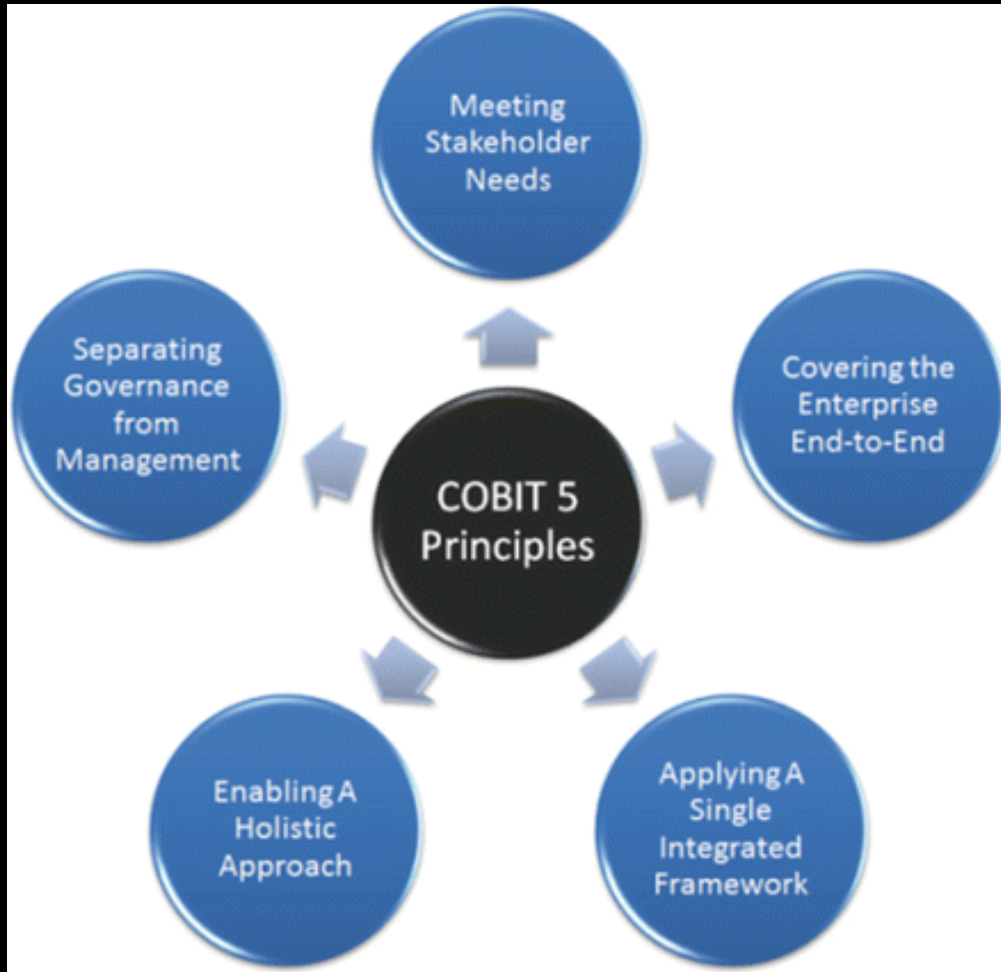 Meeting
Stakeholder
Needs
Separating
Governance
from
Management
Covering the
Enterprise
End-to-End
COBIT 5
Principles
Enabling A
Holistic
Approach
Applying A
Single
Integrated
Framework